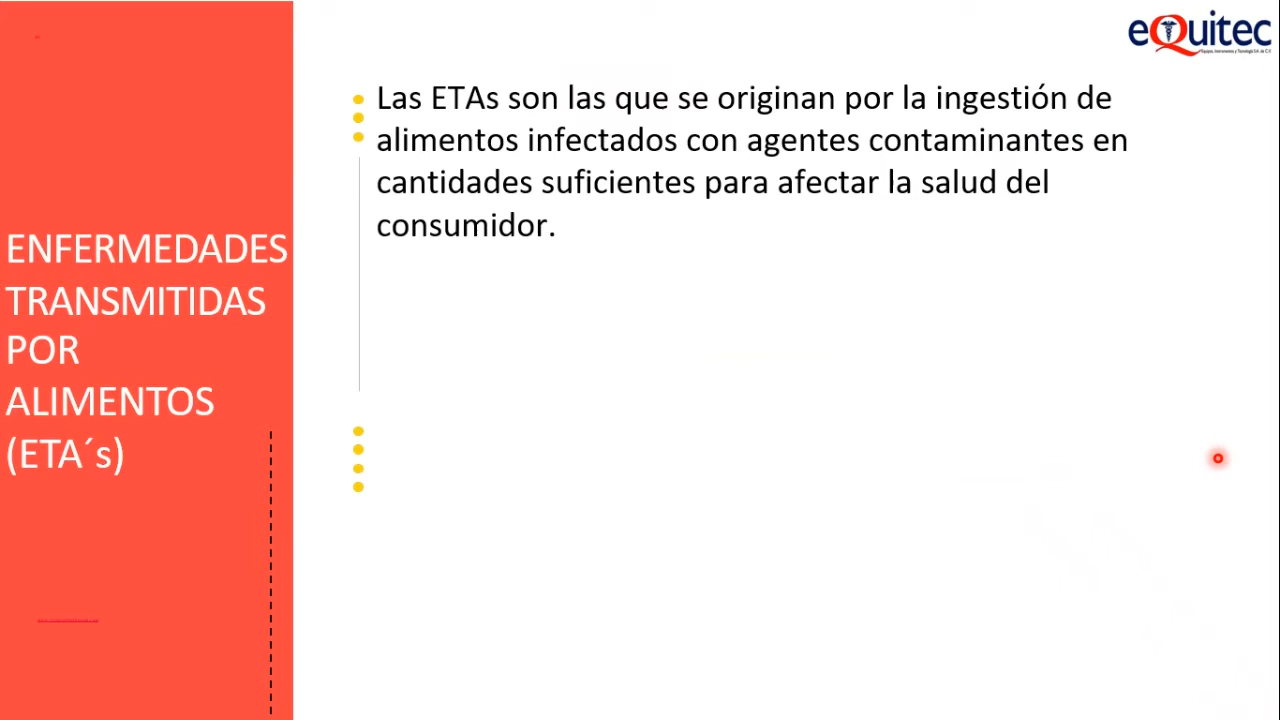 eQuitec
ENFERMEDADES
TRANSMITIDAS
POR
ALIMENTOS
(ETA´s)
Las ETAs son las que se originan por la ingestión de
alimentos infectados con agentes contaminantes en
cantidades suficientes para afectar la salud del
consumidor.